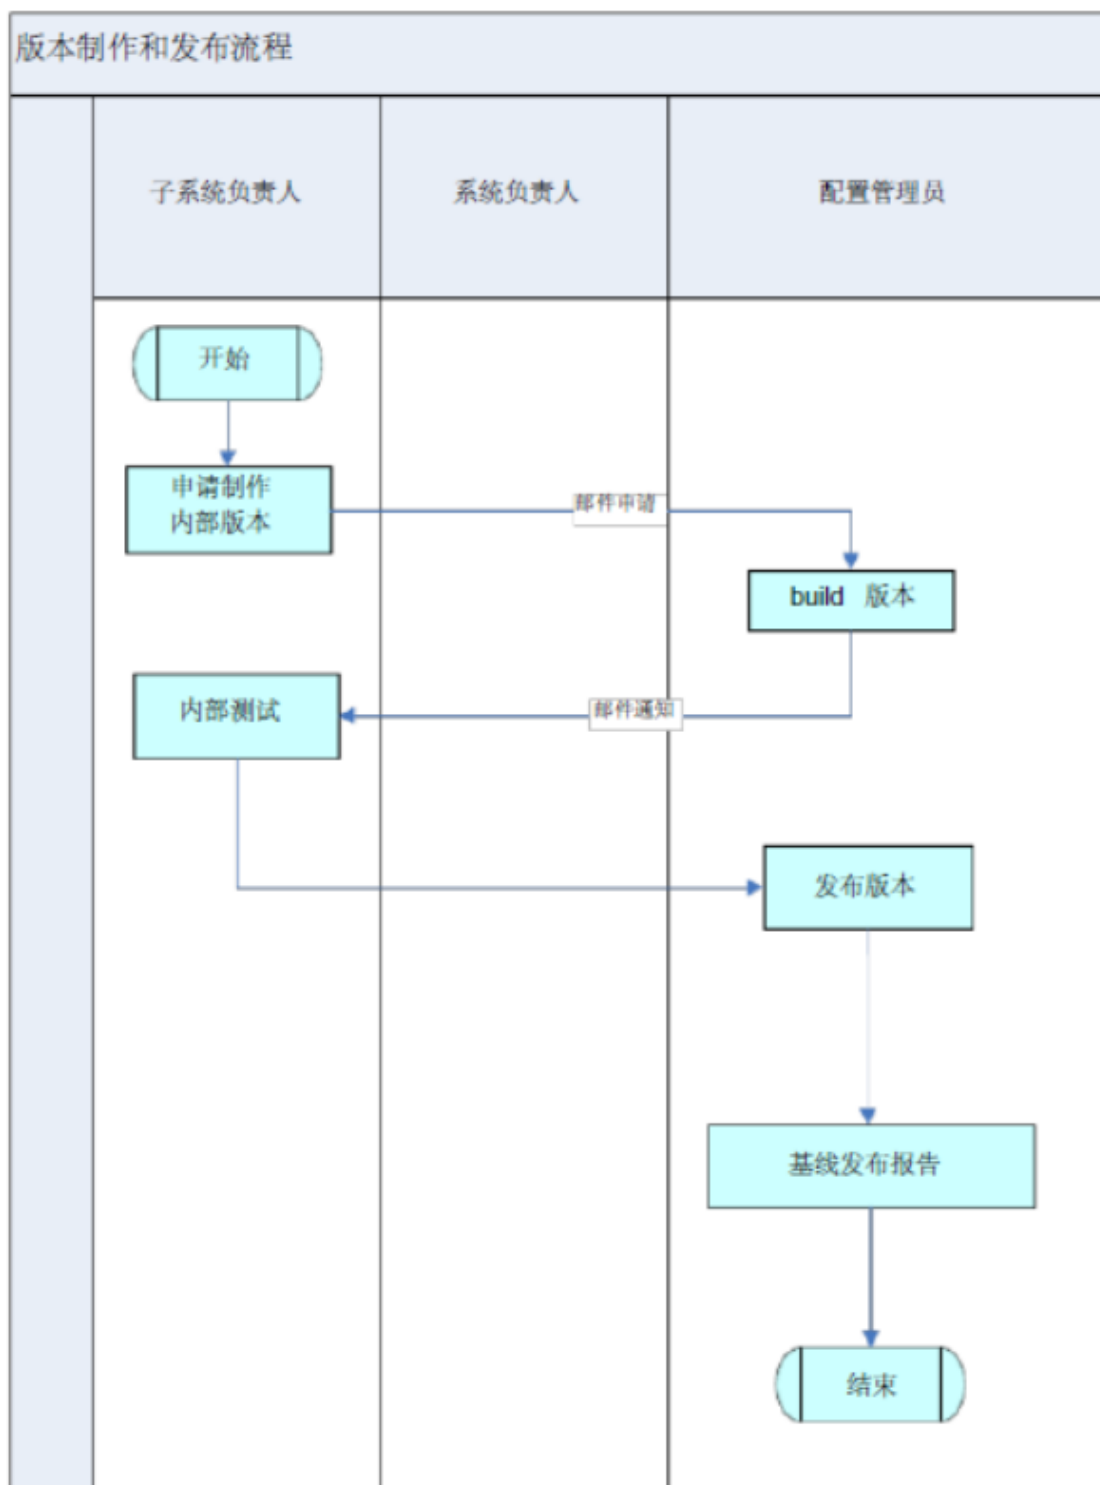 版本制作和发布流程
子系统负责人
系统负责人
配置管理员
开始
申请制作
内部版本
邮件申请
build 版本
内部测试
邮件通知
发布版本
基线发布报告
结束